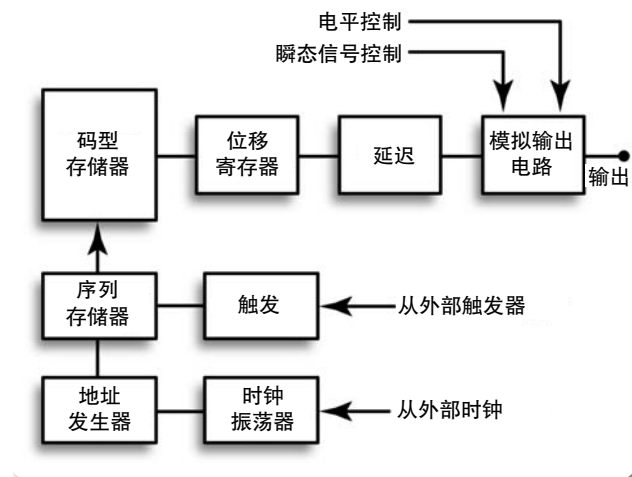 电平控制
瞬态信号控制
码型
存储器
位移
寄存器
延迟
模拟输出
电路
输出
序列
存储器
触发
从外部触发器
地址
发生器
时钟
振荡器
从外部时钟